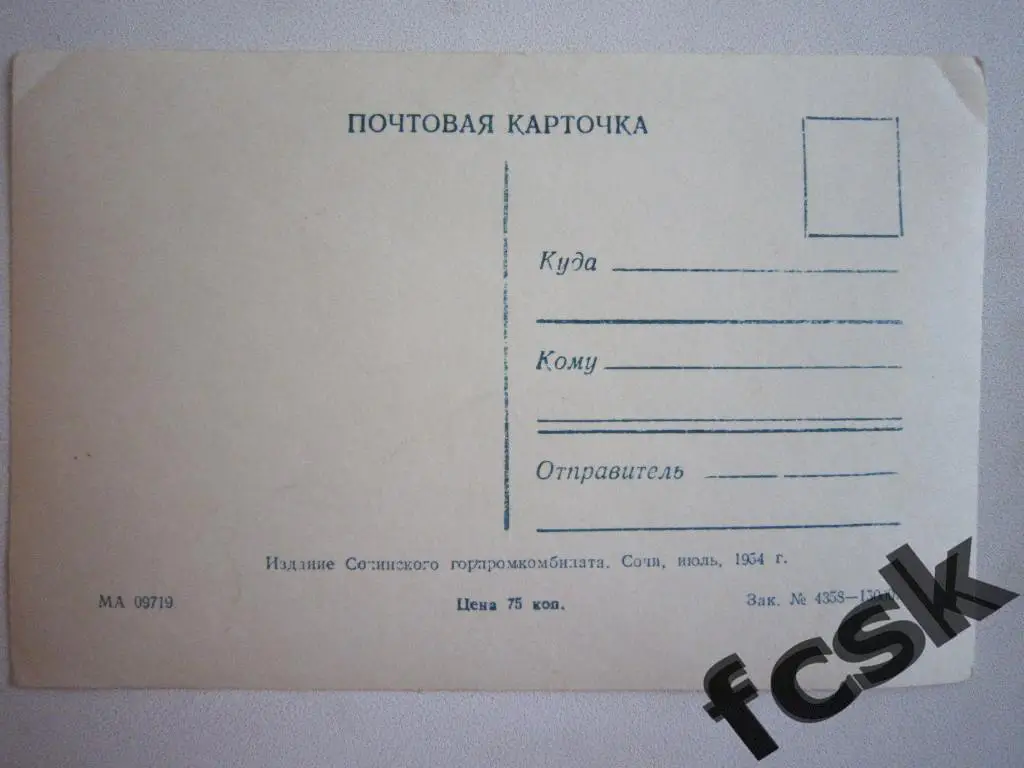 ПОЧТОВАЯ КАРТОЧКА
Куда
Кому
Отправитель
Издание Сочинского горпромкомбината. Сочи, июль, 1954 г.
МА 09719
Цена 75 коп.
Зак. № 4358—
fcsk